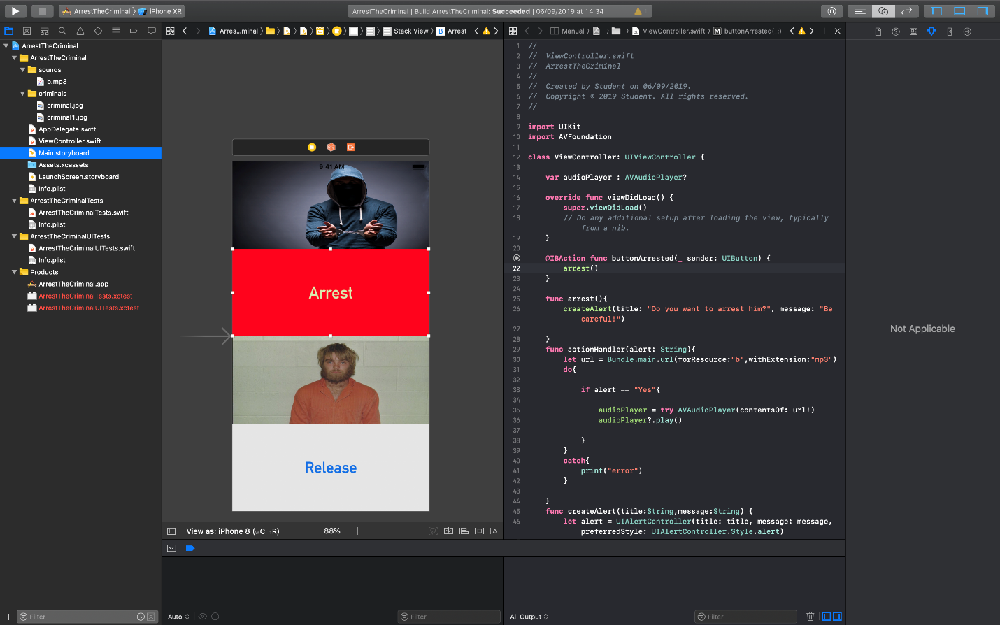 ArrestTheCriminal
iPhone XR
ArrestTheCriminal | Build ArrestTheCriminal: Succeeded | 06/09/2019 at 14:34
Arres...minal
Stack View
B Arrest
Manual
ViewController.swift
M buttonArrested(_:)
ArrestTheCriminal
ArrestTheCriminal
sounds
b.mp3
criminals
criminal.jpg
criminal1.jpg
AppDelegate.swift
ViewController.swift
Main.storyboard
Assets.xcassets
LaunchScreen.storyboard
Info.plist
ArrestTheCriminalTests
ArrestTheCriminalTests.swift
Info.plist
ArrestTheCriminalUITests
ArrestTheCriminalUITests.swift
Info.plist
Products
ArrestTheCriminal.app
ArrestTheCriminalTests.xctest
ArrestTheCriminalUITests.xctest
Filter
9:41 AM
Arrest
Release
View as: iPhone 8 (wC hR)
88%
1 //
2 // ViewController.swift
3 // ArrestTheCriminal
4 //
5 // Created by Student on 06/09/2019.
6 // Copyright © 2019 Student. All rights reserved.
7 //
8
9 import UIKit
10 import AVFoundation
11
12 class ViewController: UIViewController {
13
14 var audioPlayer : AVAudioPlayer?
15
16 override func viewDidLoad() {
17 super.viewDidLoad()
18 // Do any additional setup after loading the view, typically
from a nib.
19 }
20
@IBAction func buttonArrested(_ sender: UIButton) {
22 arrest()
23 }
24
25 func arrest(){
26 createAlert(title: "Do you want to arrest him?", message: "Be
careful!")
27
28 }
29 func actionHandler(alert: String){
30 let url = Bundle.main.url(forResource:"b",withExtension:"mp3")
31 do{
32
33 if alert == "Yes"{
34
35 audioPlayer = try AVAudioPlayer(contentsOf: url!)
36 audioPlayer?.play()
37
38 }
39 }
40 catch{
41 print("error")
42 }
43
44 }
45 func createAlert(title:String,message:String) {
46 let alert = UIAlertController(title: title, message: message,
preferredStyle: UIAlertController.Style.alert)
Not Applicable
Auto
Filter
All Output
Filter